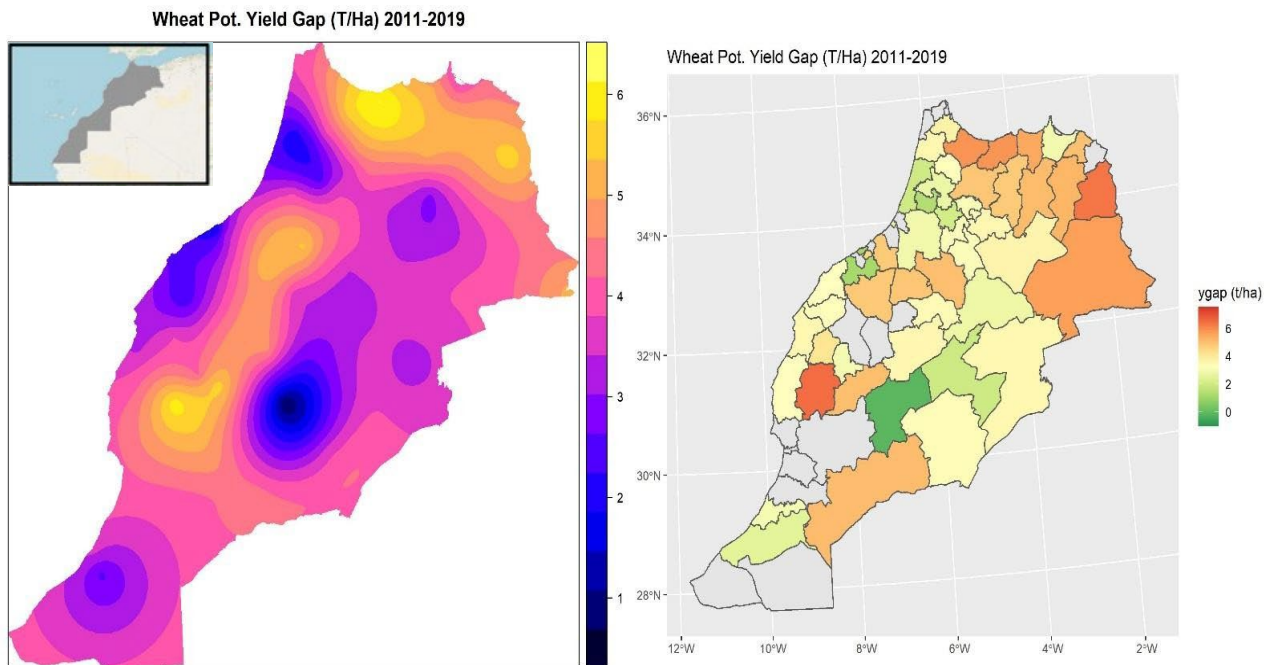 Wheat Pot. Yield Gap (T/Ha) 2011-2019
6
5
4
3
2
1
Wheat Pot. Yield Gap (T/Ha) 2011-2019
36°N
34°N
32°N
30°N
28°N
12°W
10°W
8°W
6°W
4°W
2°W
ygap (t/ha)
6
4
2
0